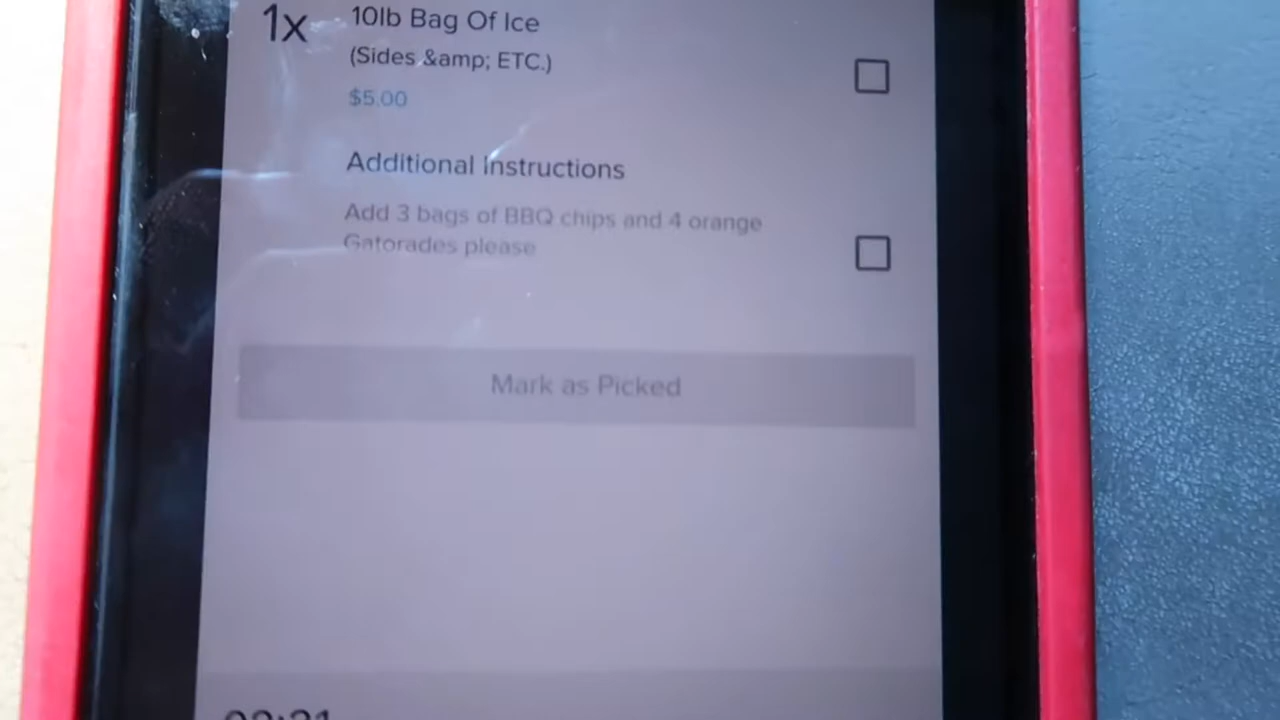 1x
10lb Bag Of Ice
(Sides &amp; ETC.)
$5.00
Additional Instructions
Add 3 bags of BBQ chips and 4 orange
Gatorades please
Mark as Picked